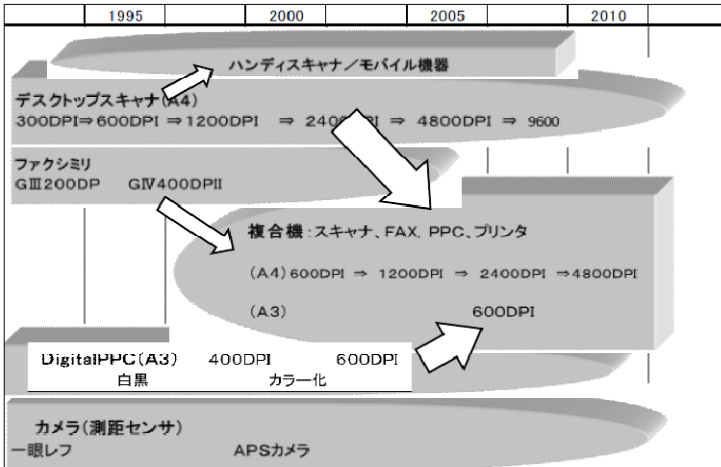 1995 2000 2005 2010
ハンディスキャナ／モバイル機器
デスクトップスキャナ(A4)
300DPI⇒600DPI ⇒1200DPI ⇒ 2400DPI ⇒ 4800DPI ⇒ 9600
ファクシミリ
GⅢ200DP GⅣ400DPII
複合機：スキャナ、FAX, PPC、プリンタ
(A4) 600DPI ⇒ 1200DPI ⇒ 2400DPI ⇒4800DPI
(A3) 600DPI
DigitalPPC(A3) 400DPI 600DPI
白黒 カラー化
カメラ(測距センサ)
一眼レフ APSカメラ